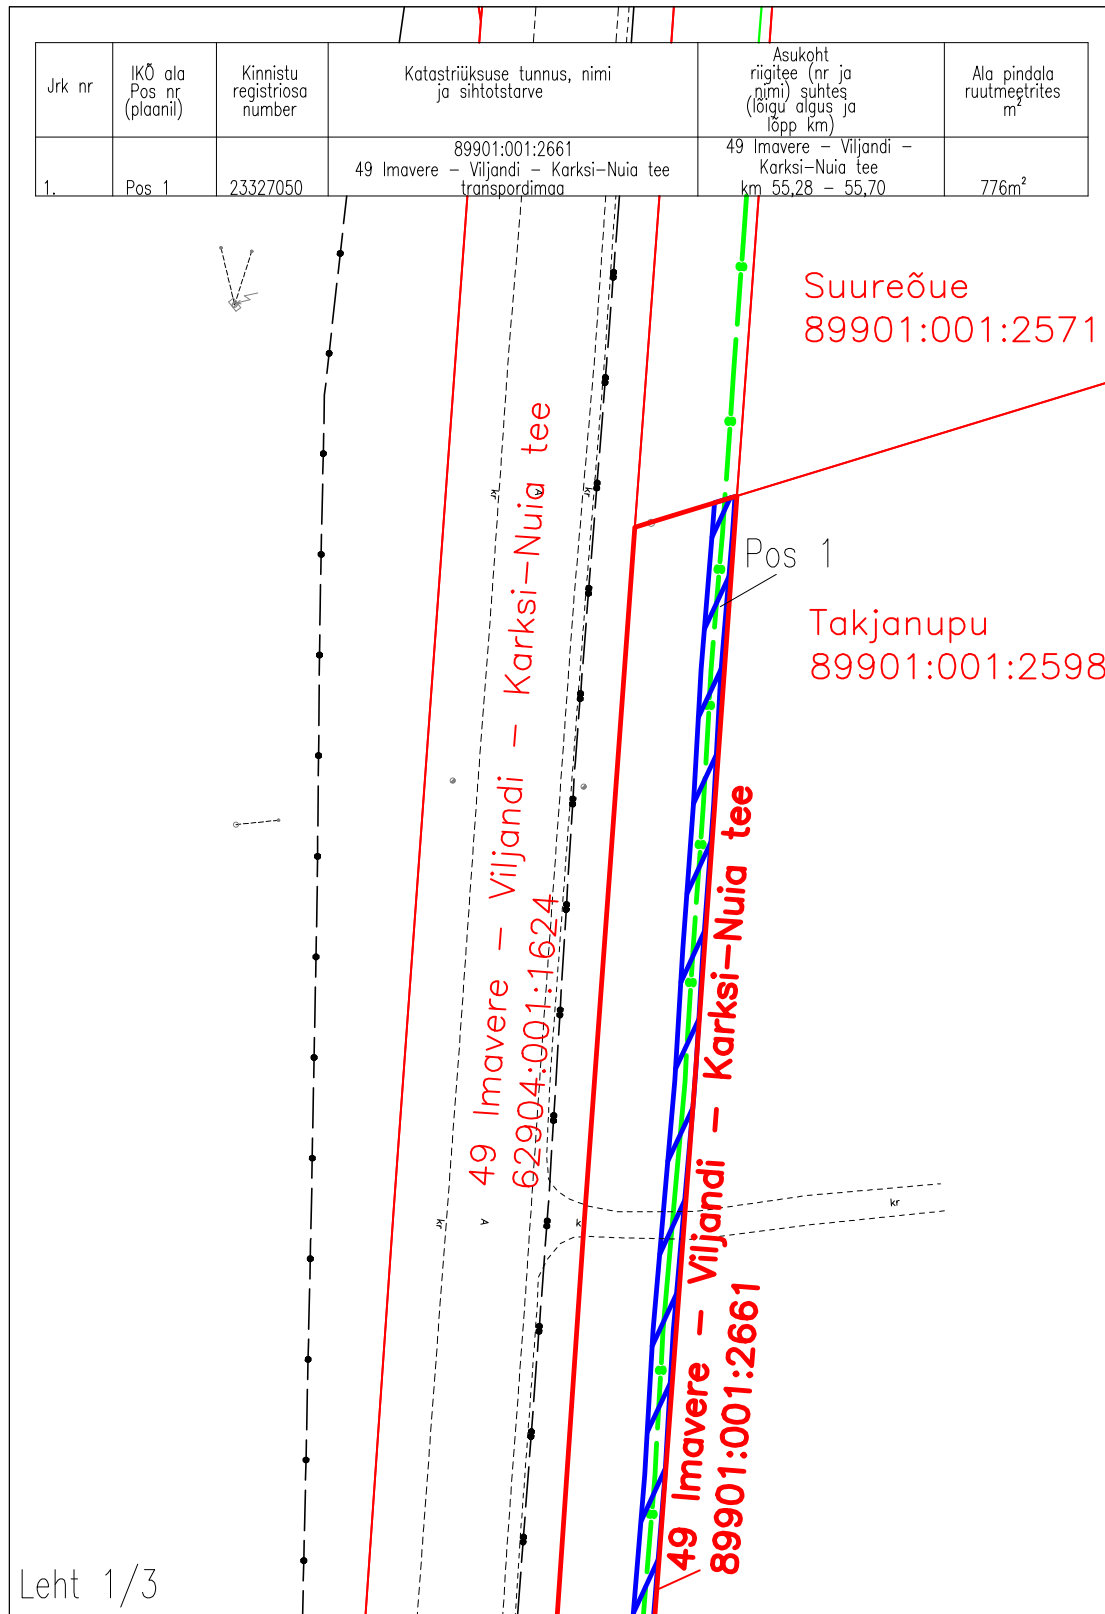 Jrk nr
IKÕ ala
Pos nr
(plaanil)
Kinnistu
registriosa
number
Katastriüksuse tunnus, nimi
ja sihtotstarve
Asukoht
riigitee (nr ja
nimi) suhtes
(lõigu algus ja
lõpp km)
Ala pindala
ruutmeetrites
m²
1.
Pos 1
23327050
89901:001:2661
49 Imavere – Viljandi – Karksi-Nuia tee
transpordimaa
49 Imavere – Viljandi –
Karksi-Nuia tee
km 55,28 – 55,70
776m²
Suureõue
89901:001:2571
kr
A
kr
Pos 1
Takjanupu
89901:001:2598
49 Imavere – Viljandi – Karksi-Nuia tee
62904:001:1624
49 Imavere – Viljandi – Karksi-Nuia tee
89901:001:2661
kr
A
k
kr
Leht 1/3